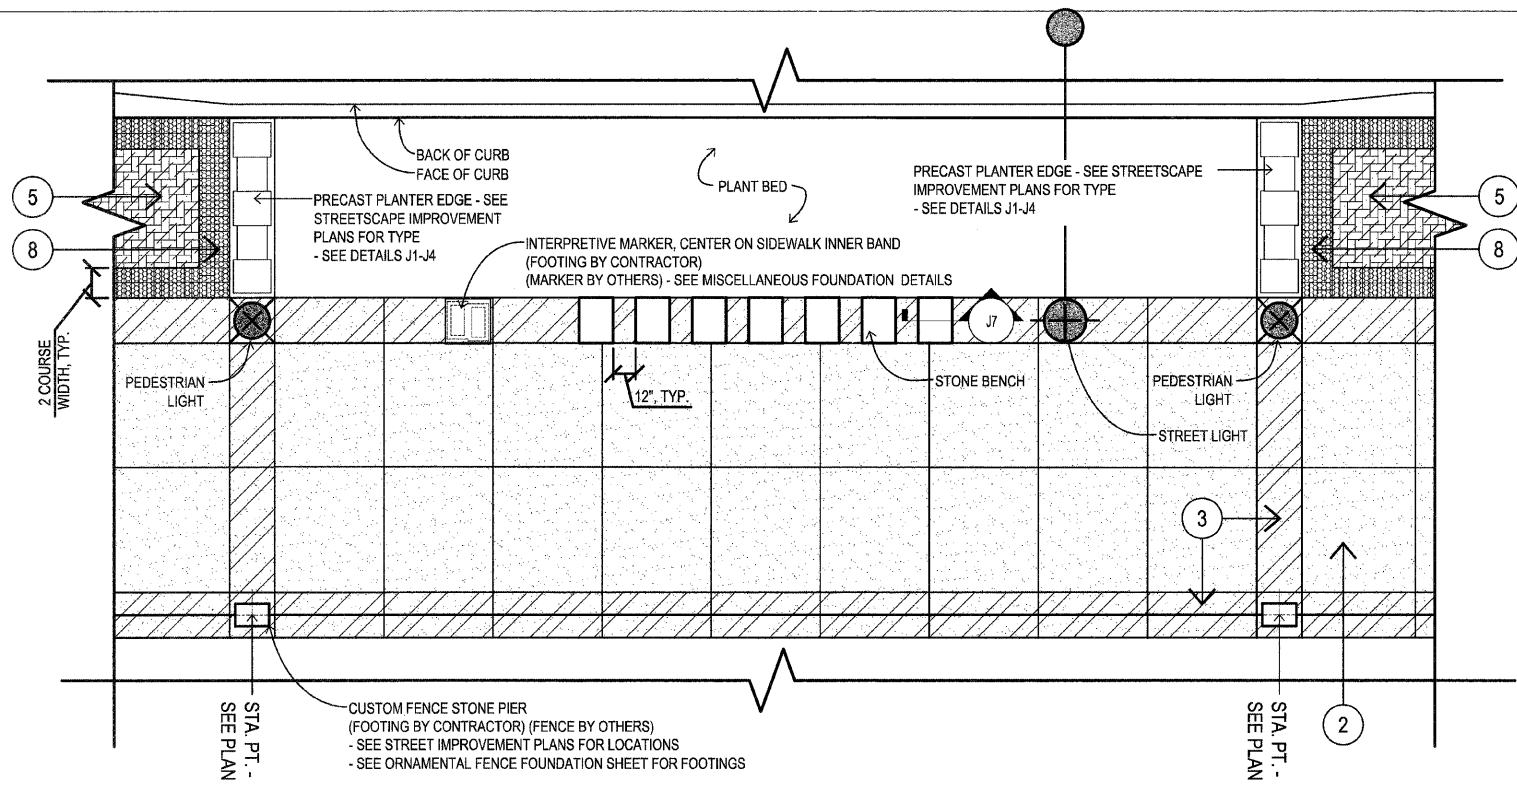 BACK OF CURB
FACE OF CURB
PRECAST PLANTER EDGE - SEE
STREETSCAPE IMPROVEMENT
PLANS FOR TYPE
- SEE DETAILS J1-J4
PLANT BED
PRECAST PLANTER EDGE - SEE STREETSCAPE
IMPROVEMENT PLANS FOR TYPE
- SEE DETAILS J1-J4
5
8
5
8
INTERPRETIVE MARKER, CENTER ON SIDEWALK INNER BAND
(FOOTING BY CONTRACTOR)
(MARKER BY OTHERS) - SEE MISCELLANEOUS FOUNDATION DETAILS
J7
2 COURSE
WIDTH, TYP.
PEDESTRIAN
LIGHT
12", TYP.
STONE BENCH
PEDESTRIAN
LIGHT
STREET LIGHT
3
2
STA. PT. -
SEE PLAN
CUSTOM FENCE STONE PIER
(FOOTING BY CONTRACTOR) (FENCE BY OTHERS)
- SEE STREET IMPROVEMENT PLANS FOR LOCATIONS
- SEE ORNAMENTAL FENCE FOUNDATION SHEET FOR FOOTINGS
STA. PT. -
SEE PLAN